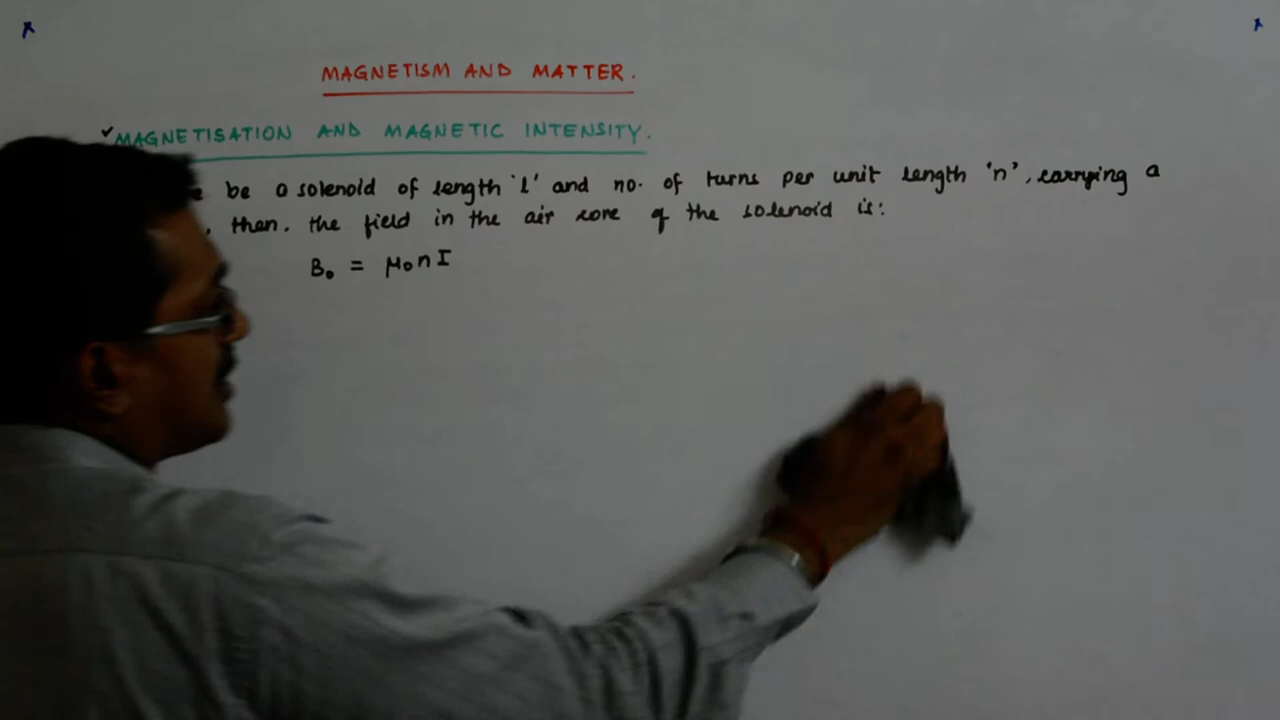 MAGNETISM AND MATTER.
✓MAGNETISATION AND MAGNETIC INTENSITY.
be a solenoid of length 'l' and no. of turns per unit length 'n', carrying a
, then. the field in the air core of the solenoid is:
B₀ = μ₀nI